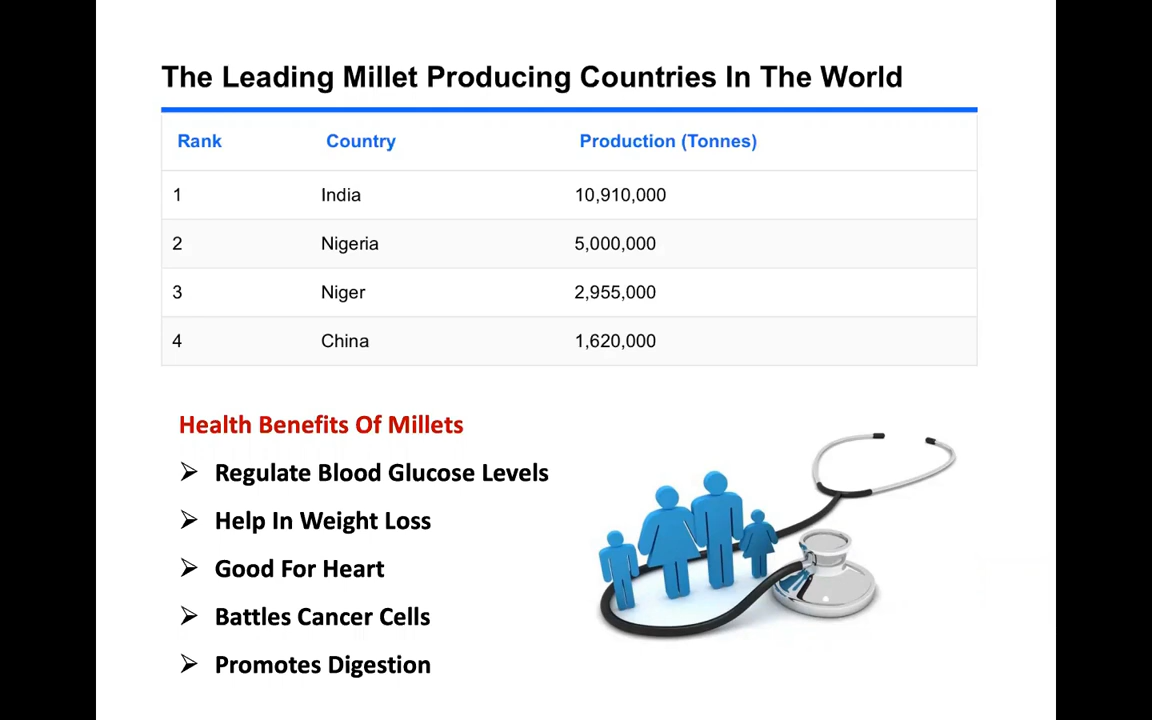 The Leading Millet Producing Countries In The World
Rank Country Production (Tonnes)
1 India 10,910,000
2 Nigeria 5,000,000
3 Niger 2,955,000
4 China 1,620,000
Health Benefits Of Millets
Regulate Blood Glucose Levels
Help In Weight Loss
Good For Heart
Battles Cancer Cells
Promotes Digestion